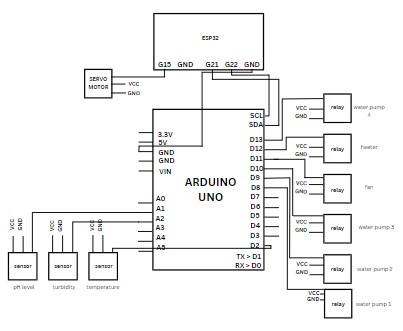 ESP32
G15 GND G21 G22 GND
SERVO
MOTOR
VCC
GND
3.3V
5V
GND
GND
VIN
A0
A1
A2
A3
A4
A5
ARDUINO
UNO
SCL
SDA
D13
D12
D11
D10
D9
D8
D7
D6
D5
D4
D3
D2
TX > D1
RX > D0
VCC
GND
relay
water pump
4
VCC
GND
relay
heater
VCC
GND
relay
fan
VCC
GND
relay
water pump 3
VCC
GND
relay
water pump 2
VCC
GND
relay
water pump 1
VCC
GND
sensor
pH level
VCC
GND
sensor
turbidity
VCC
GND
sensor
temperature